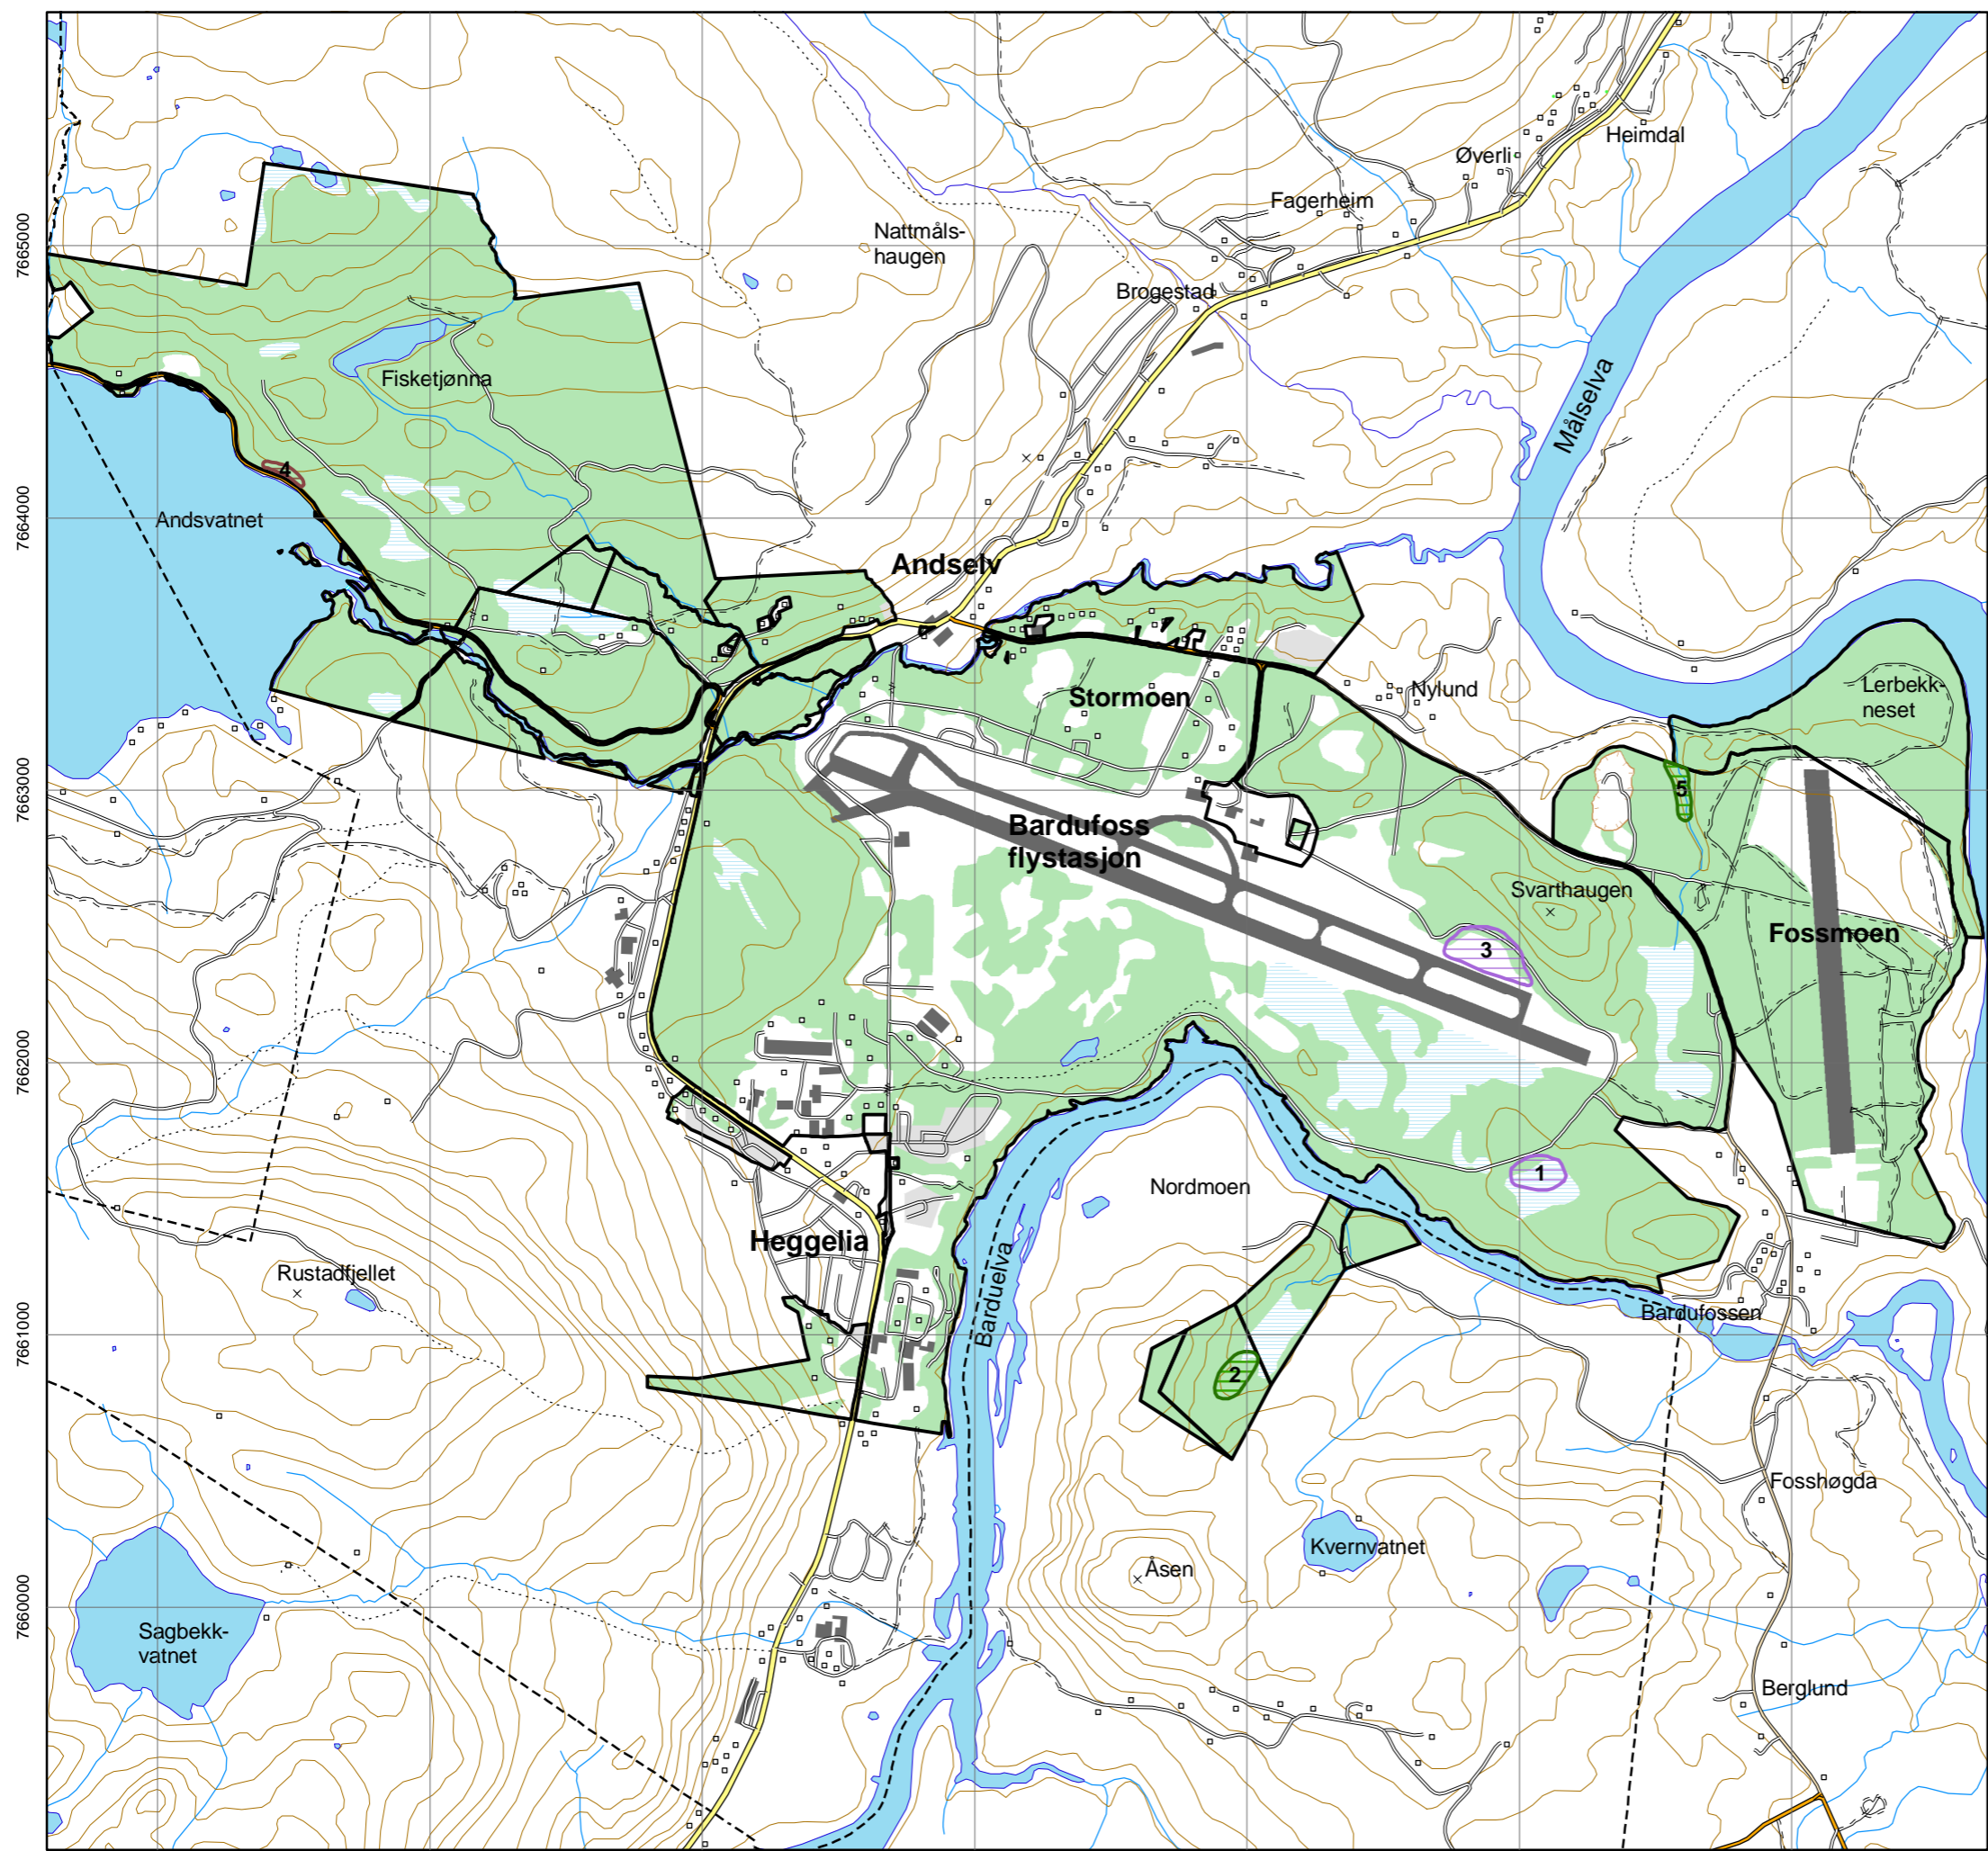 Heimdal
Øverli
Fagerheim
Nattmåls-
haugen
7665000
Brogestad
Målselva
Fisketjønna
4
7664000
Andsvatnet
Andselv
Stormoen
Nylund
Lerbekk-
neset
7663000
5
Bardufoss
flystasjon
Svarthaugen
Fossmoen
3
7662000
1
Nordmoen
Heggelia
Barduelva
Rustadfjellet
Bardufossen
7661000
2
Fosshøgda
Kvernvatnet
Åsen
7660000
Sagbekk-
vatnet
Berglund